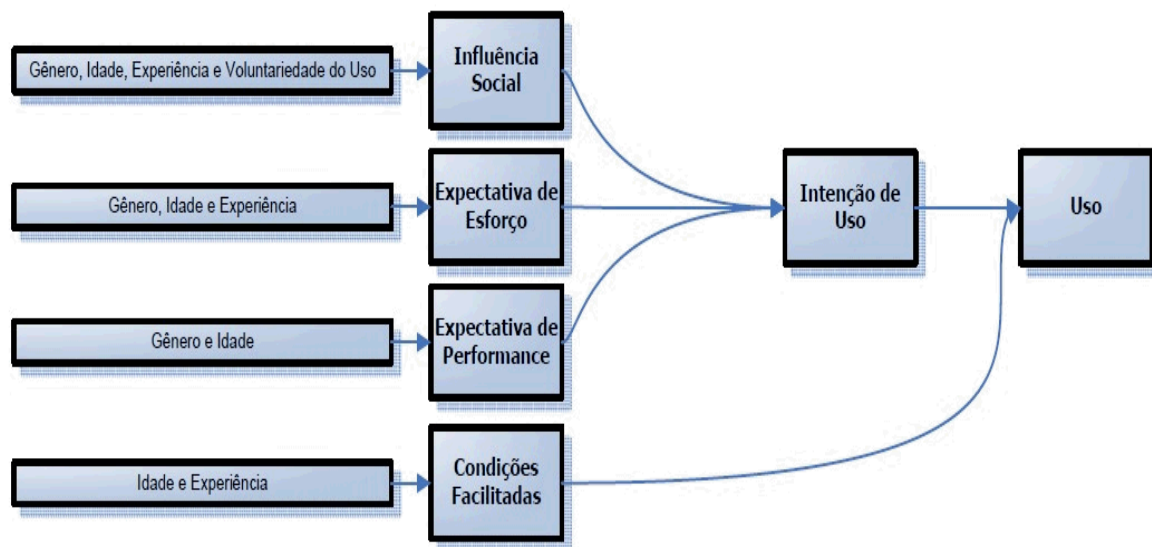 Gênero, Idade, Experiência e Voluntariedade do Uso
Influência
Social
Gênero, Idade e Experiência
Expectativa de
Esforço
Gênero e Idade
Expectativa de
Performance
Idade e Experiência
Condições
Facilitadas
Intenção de
Uso
Uso